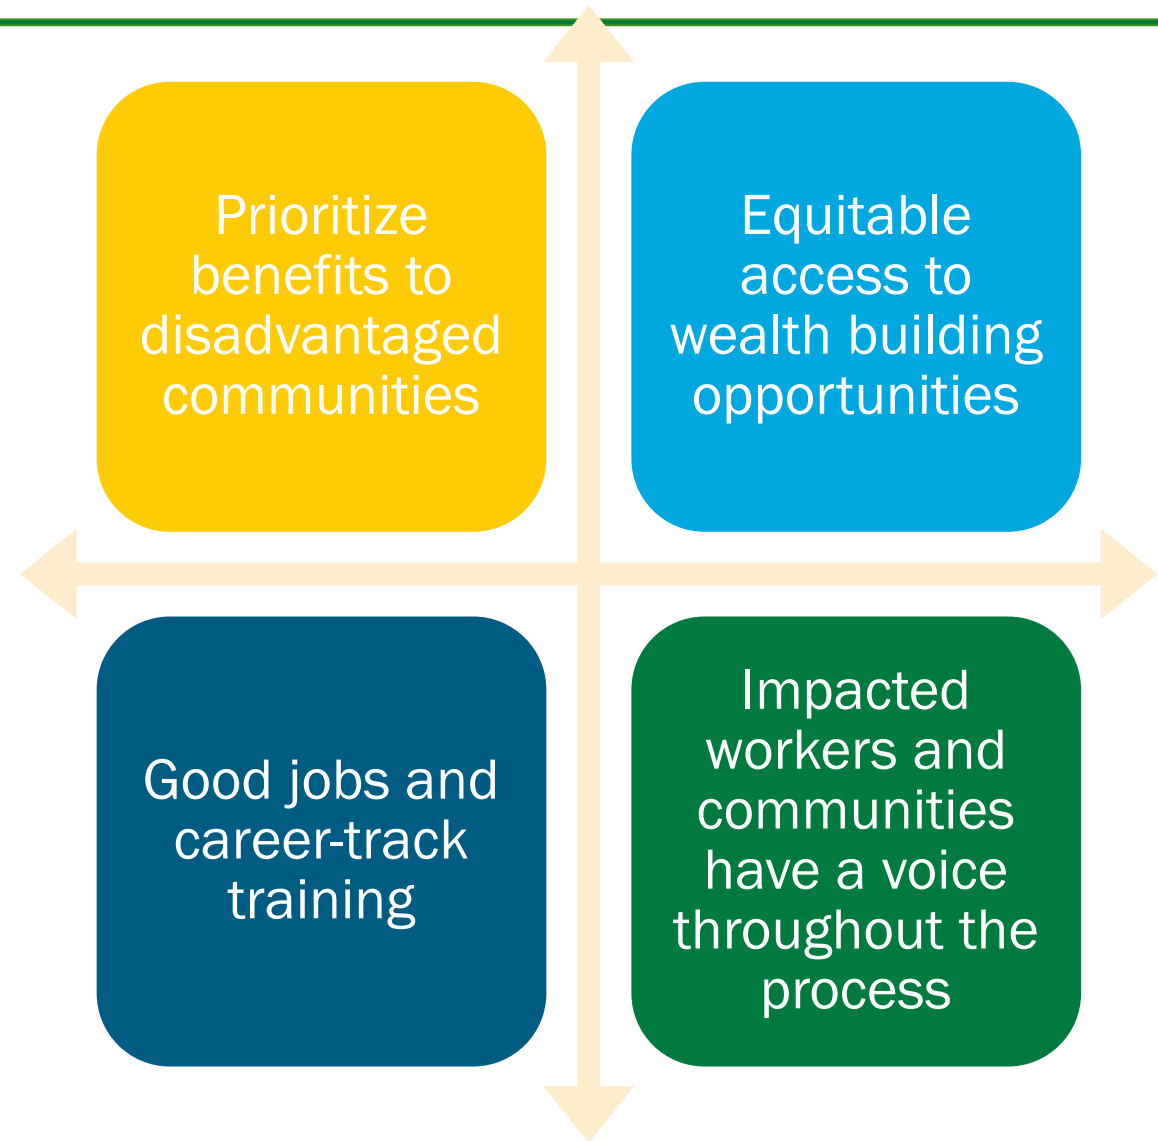 Prioritize
benefits to
disadvantaged
communities
Equitable
access to
wealth building
opportunities
Good jobs and
career-track
training
Impacted
workers and
communities
have a voice
throughout the
process